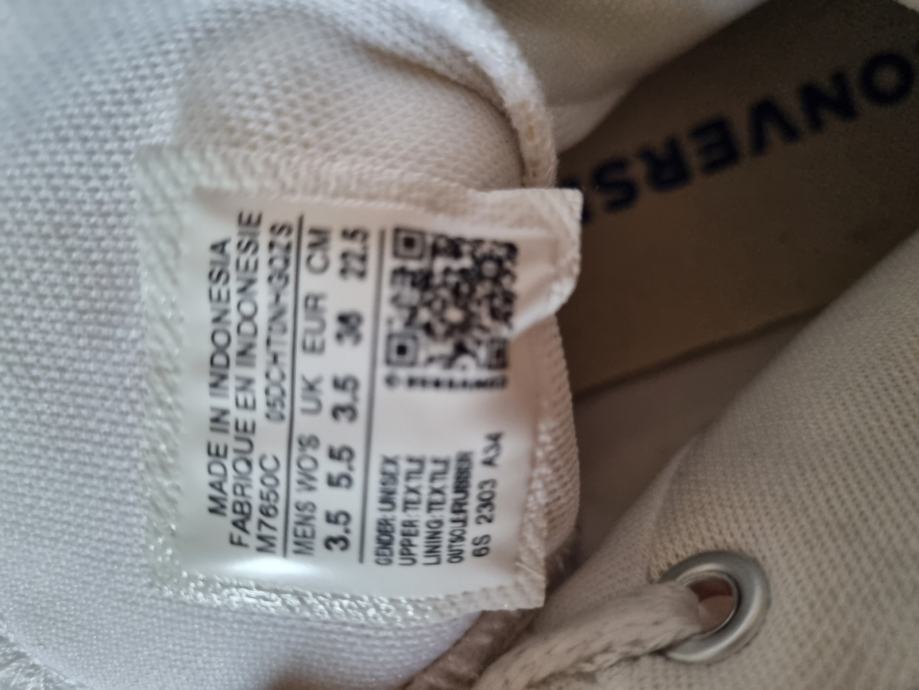 MADE IN INDONESIA
FABRIQUE EN INDONESIE
M7650C
MENS WO'S UK EUR CM
3.5 5.5 3.5 36 22.5
GENDER: UNISEX
UPPER: TEXTILE
LINING: TEXTILE
OUTSOLE: RUBBER
6S 2303 A34
ONVERS